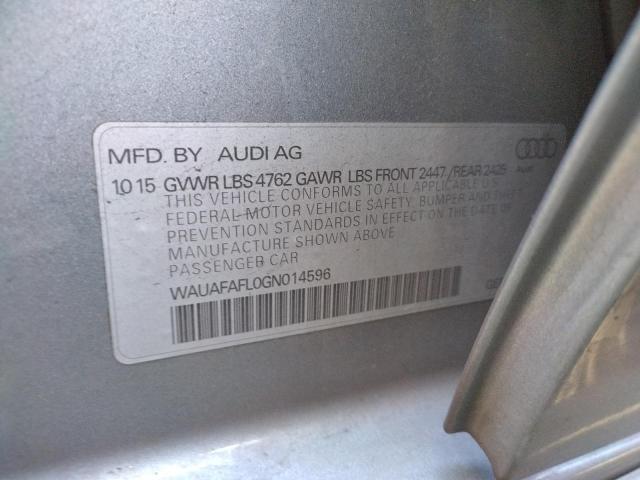 MFD. BY AUDI AG
10 15 GVWR LBS 4762 GAWR LBS FRONT 2447 /REAR 2425
Audi
THIS VEHICLE CONFORMS TO ALL APPLICABLE U.S.
FEDERAL MOTOR VEHICLE SAFETY, BUMPER AND THEFT
PREVENTION STANDARDS IN EFFECT ON THE DATE OF
MANUFACTURE SHOWN ABOVE
PASSENGER CAR
WAUAFAFL0GN014596